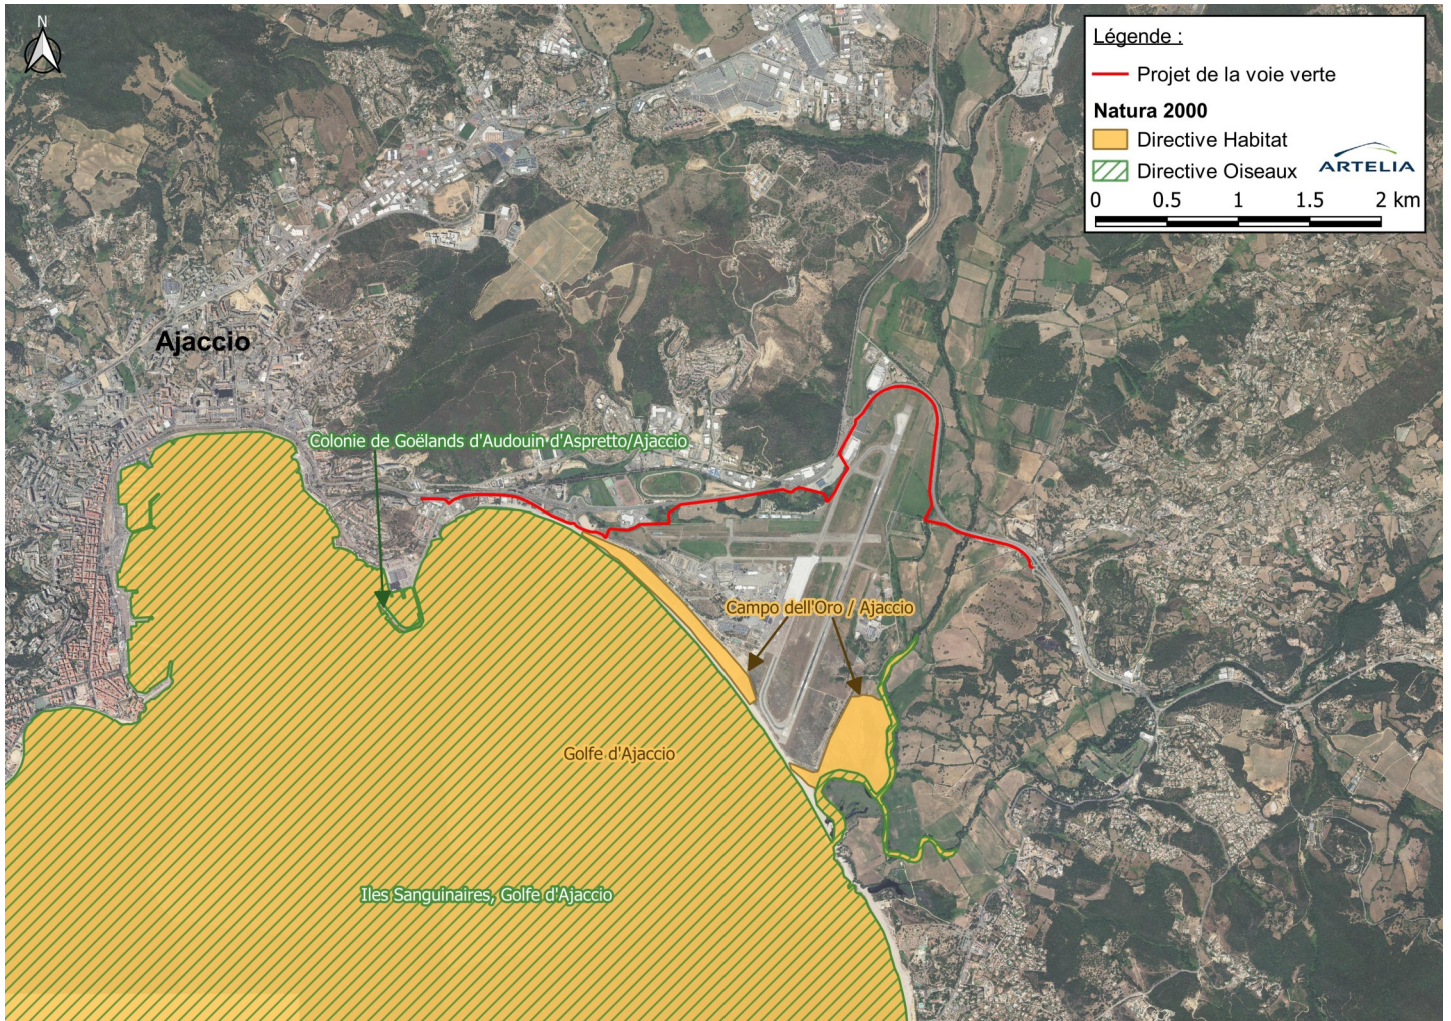 N
Légende :
Projet de la voie verte
Natura 2000
Directive Habitat
Directive Oiseaux
ARTELIA
0 0.5 1 1.5 2 km
Ajaccio
Colonie de Goëlands d'Audouin d'Aspretto/Ajaccio
Campo dell'Oro / Ajaccio
Golfe d'Ajaccio
Iles Sanguinaires, Golfe d'Ajaccio